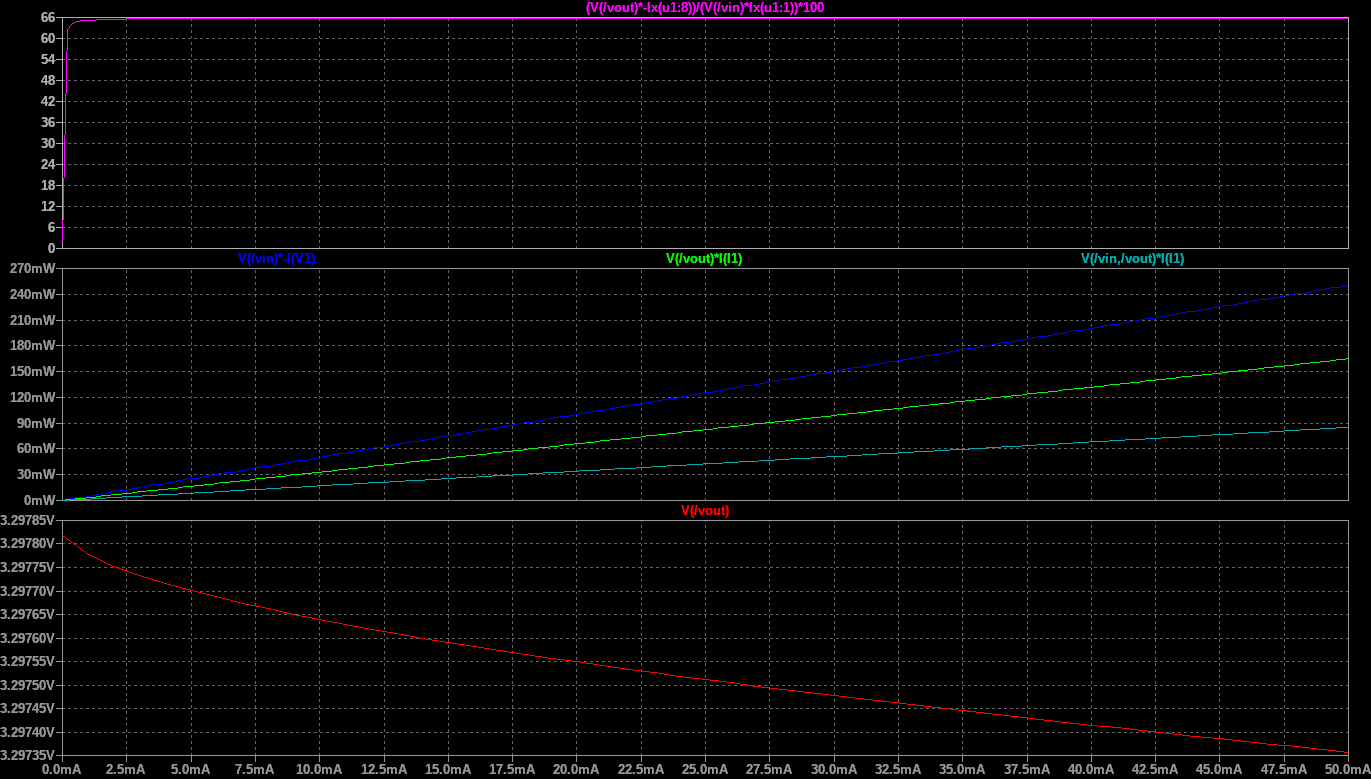 (V(/vout)*-Ix(u1:8))/(V(/vin)*Ix(u1:1))*100
66
60
54
48
42
36
30
24
18
12
6
0
V(/vin)*-I(V1) V(/vout)*I(I1) V(/vin,/vout)*I(I1)
270mW
240mW
210mW
180mW
150mW
120mW
90mW
60mW
30mW
0mW
V(/vout)
3.29785V
3.29780V
3.29775V
3.29770V
3.29765V
3.29760V
3.29755V
3.29750V
3.29745V
3.29740V
3.29735V
0.0mA 2.5mA 5.0mA 7.5mA 10.0mA 12.5mA 15.0mA 17.5mA 20.0mA 22.5mA 25.0mA 27.5mA 30.0mA 32.5mA 35.0mA 37.5mA 40.0mA 42.5mA 45.0mA 47.5mA 50.0mA